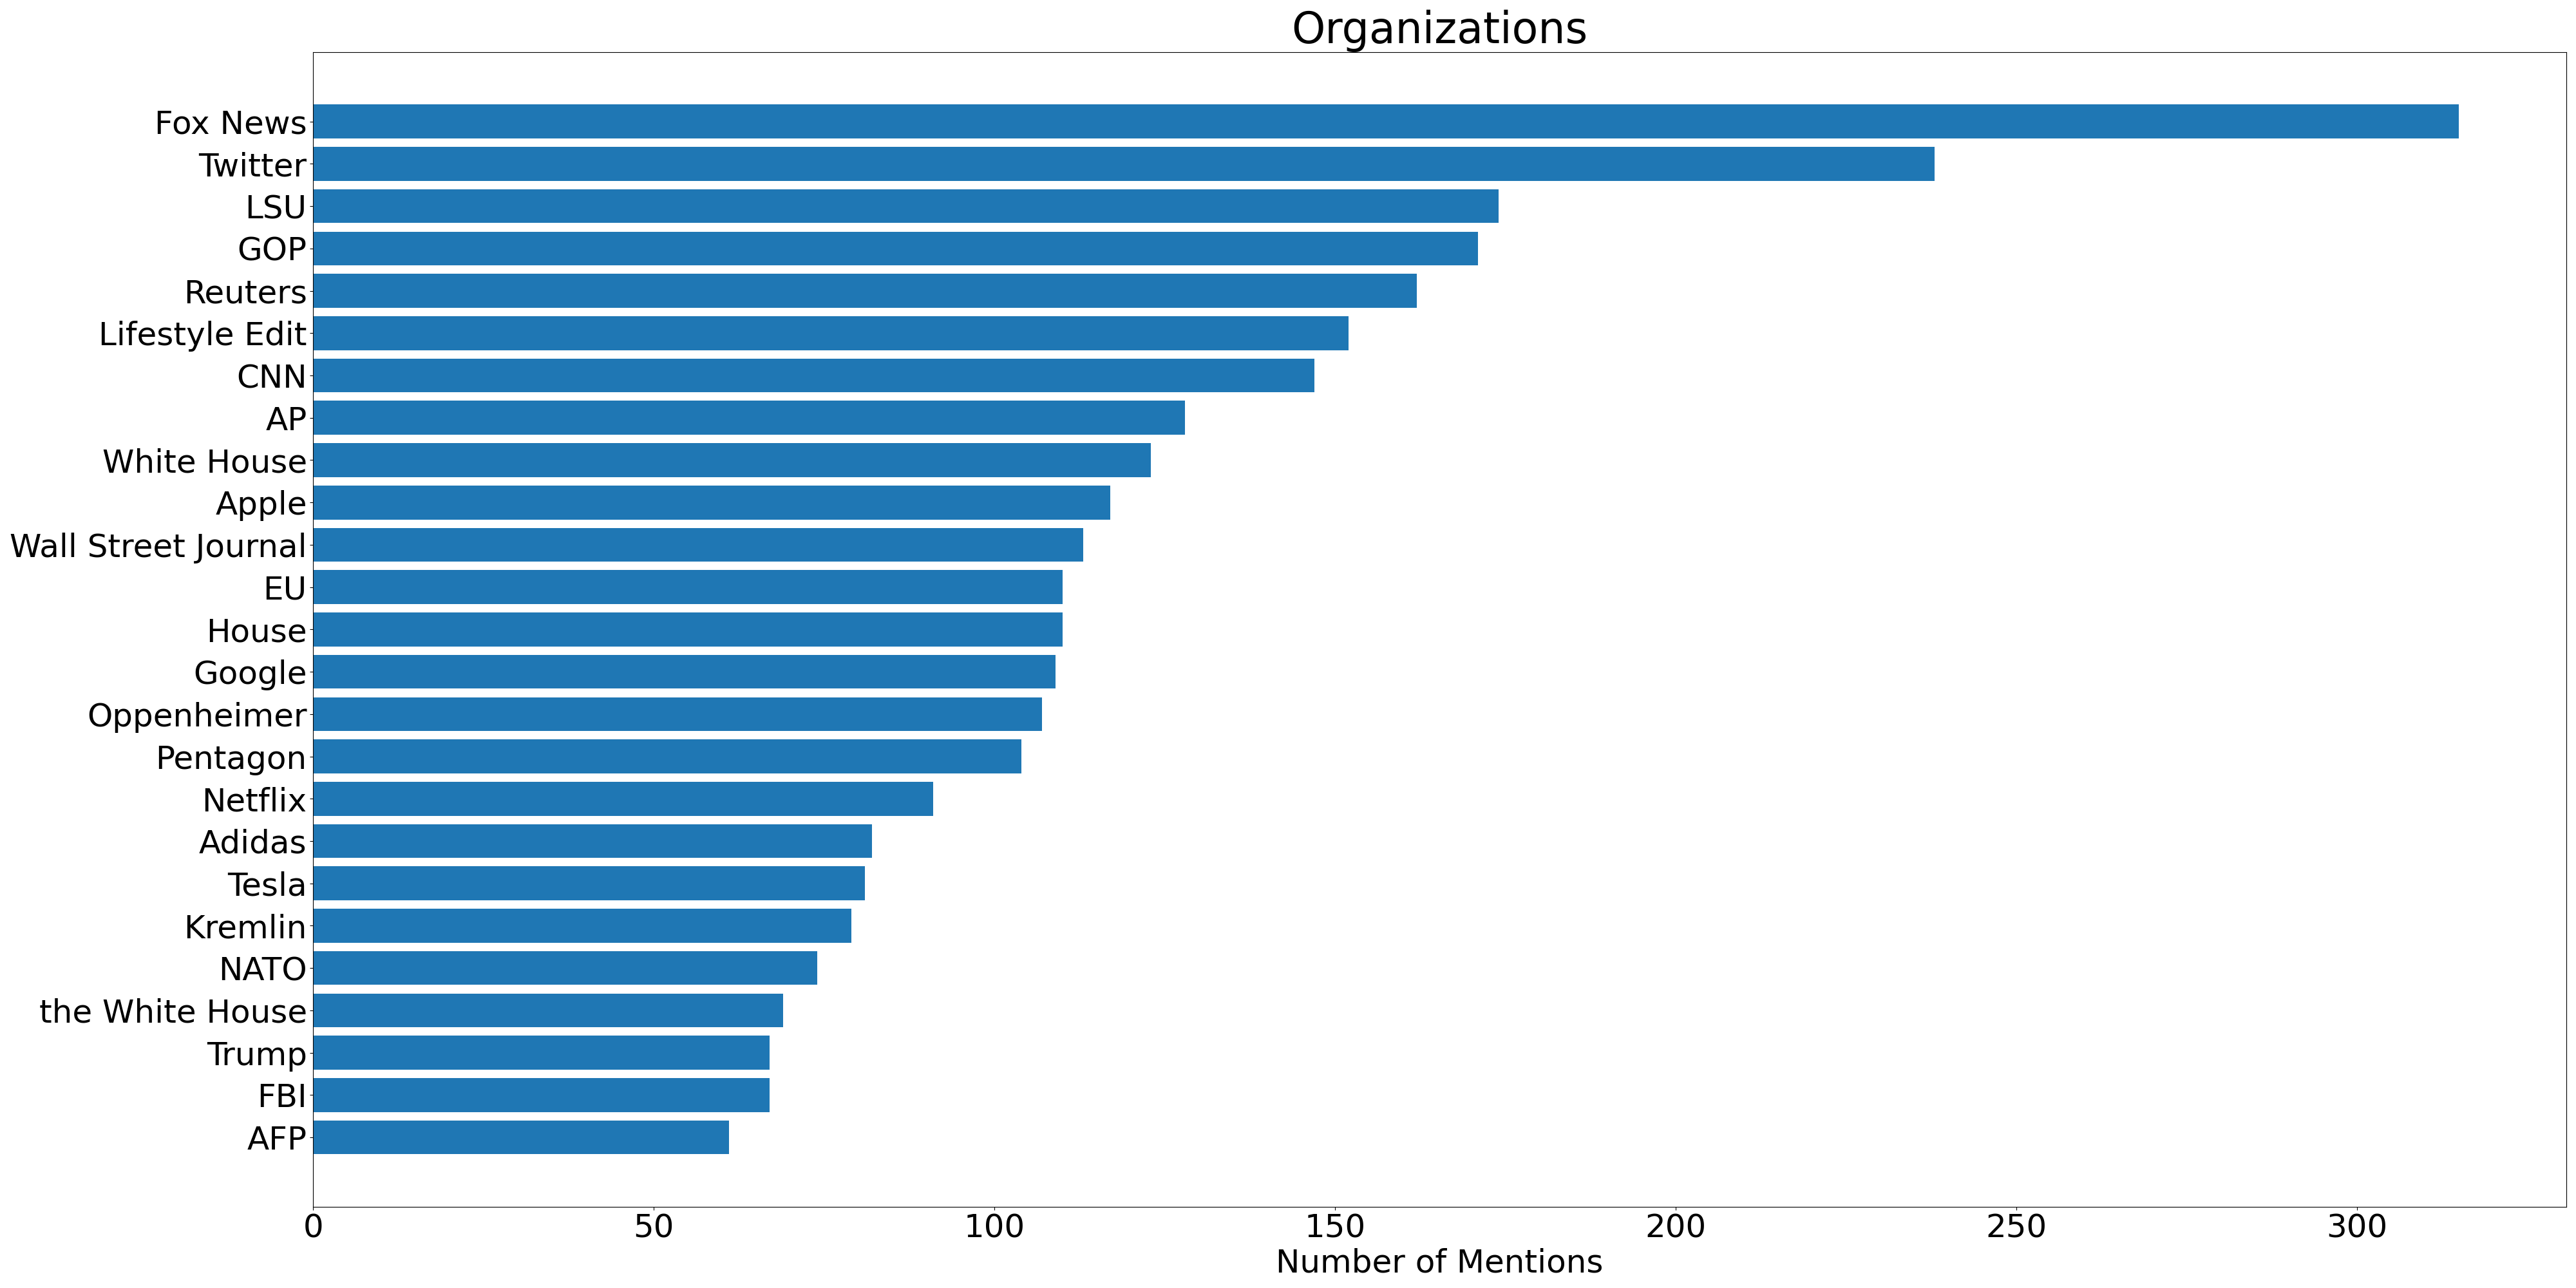 Organizations
Fox News
Twitter
LSU
GOP
Reuters
Lifestyle Edit
CNN
AP
White House
Apple
Wall Street Journal
EU
House
Google
Oppenheimer
Pentagon
Netflix
Adidas
Tesla
Kremlin
NATO
the White House
Trump
FBI
AFP
0 50 100 150 200 250 300
Number of Mentions